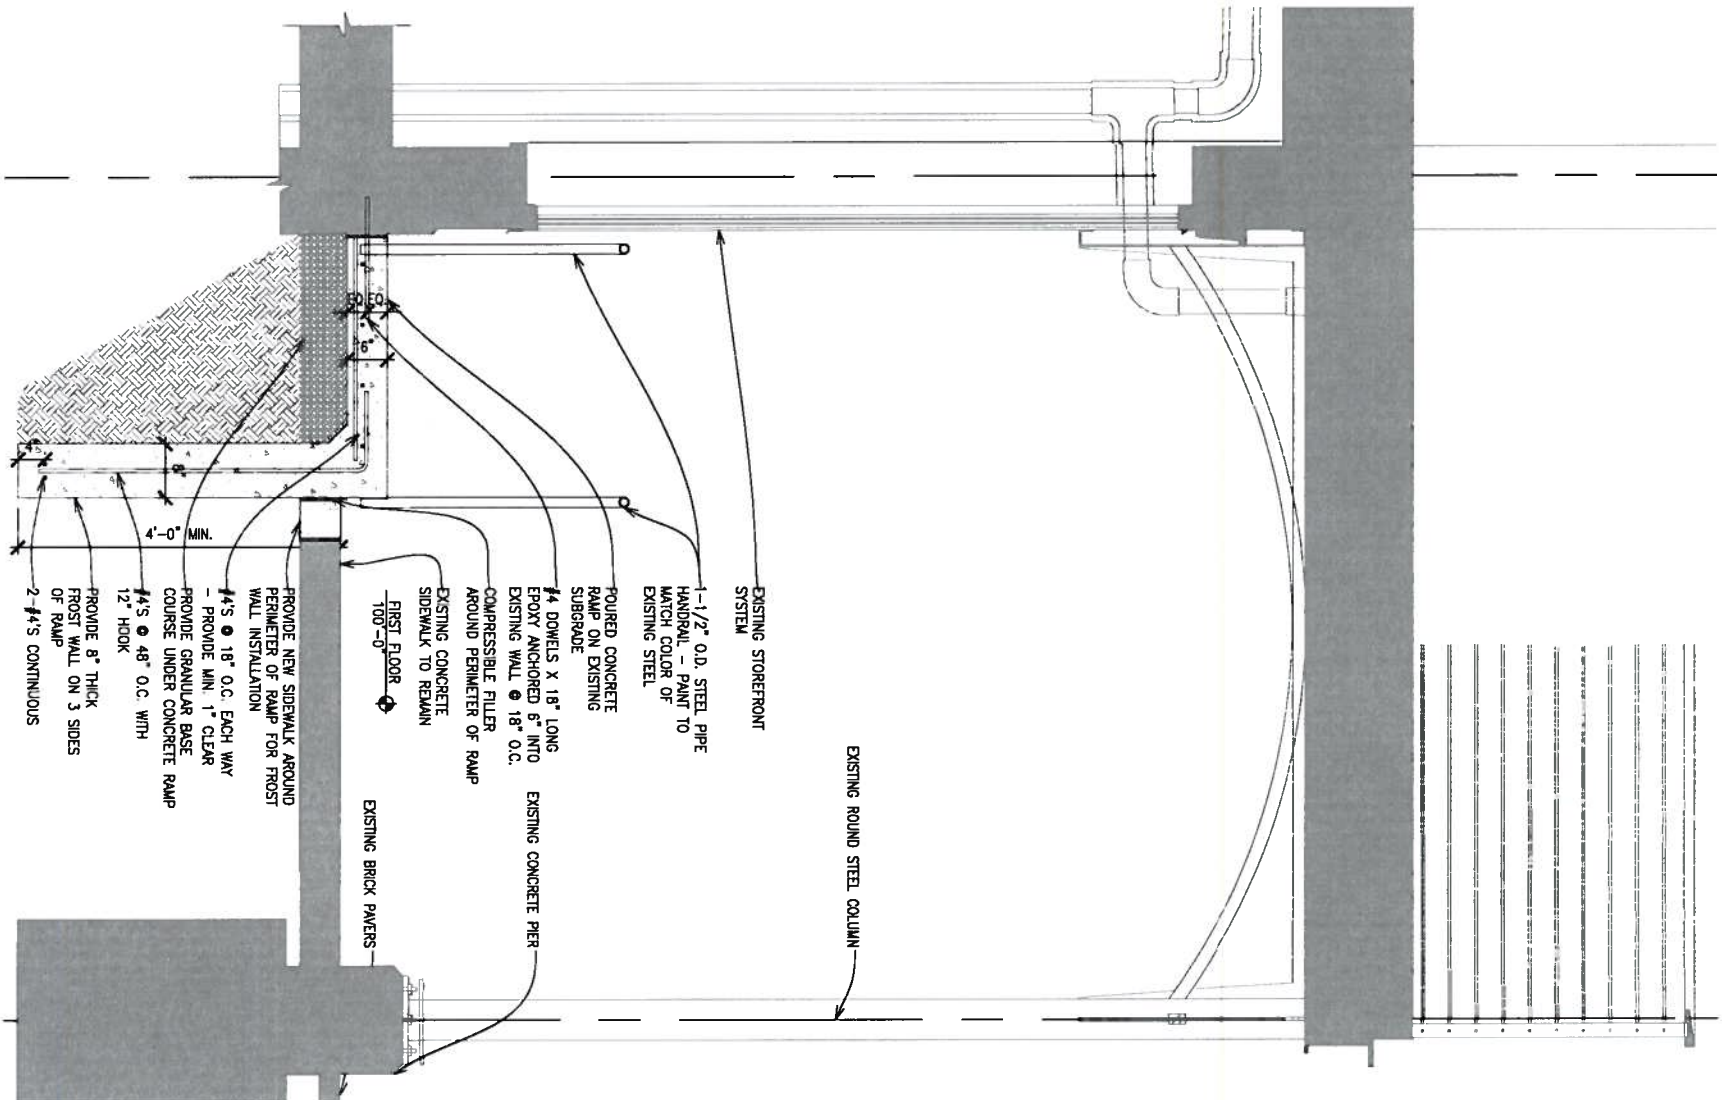 EXISTING ROUND STEEL COLUMN
EXISTING STOREFRONT
SYSTEM
1-1/2" O.D. STEEL PIPE
HANDRAIL - PAINT TO
MATCH COLOR OF
EXISTING STEEL
POURED CONCRETE
RAMP ON EXISTING
SUBGRADE
#4 DOWELS X 18" LONG
EPOXY ANCHORED 6" INTO
EXISTING WALL @ 18" O.C.
COMPRESSIBLE FILLER
AROUND PERIMETER OF RAMP
EXISTING CONCRETE
SIDEWALK TO REMAIN
FIRST FLOOR
100'-0"
PROVIDE NEW SIDEWALK AROUND
PERIMETER OF RAMP FOR FROST
WALL INSTALLATION
#4'S @ 18" O.C. EACH WAY
- PROVIDE MIN. 1" CLEAR
PROVIDE GRANULAR BASE
COURSE UNDER CONCRETE RAMP
#4'S @ 48" O.C. WITH
12" HOOK
PROVIDE 8" THICK
FROST WALL ON 3 SIDES
OF RAMP
2-#4'S CONTINUOUS
EXISTING CONCRETE PIER
EXISTING BRICK PAVERS
EQ.
EQ.
6"
8"
4"
4'-0" MIN.